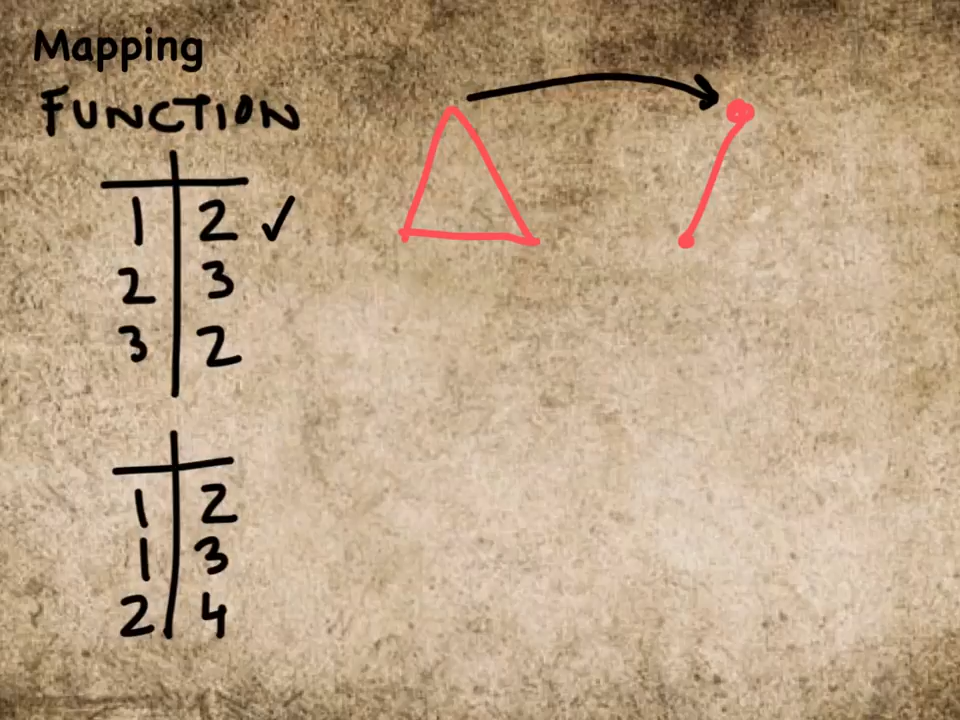 Mapping
FUNCTION
1 2 ✓
2 3
3 2
1 2
1 3
2 4